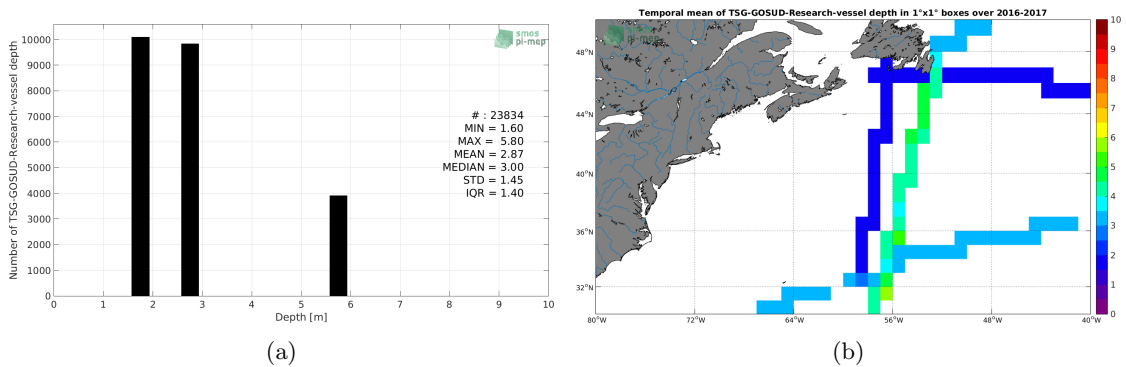 10000
9000
8000
7000
6000
5000
4000
3000
2000
1000
0
Number of TSG-GOSUD-Research-vessel depth
smos
pi-mep
# : 23834
MIN = 1.60
MAX = 5.80
MEAN = 2.87
MEDIAN = 3.00
STD = 1.45
IQR = 1.40
0 1 2 3 4 5 6 7 8 9 10
Depth [m]
(a)
Temporal mean of TSG-GOSUD-Research-vessel depth in 1°x1° boxes over 2016-2017
smos
pi-mep
48°N
44°N
40°N
36°N
32°N
80°W 72°W 64°W 56°W 48°W 40°W
10
9
8
7
6
5
4
3
2
1
0
(b)